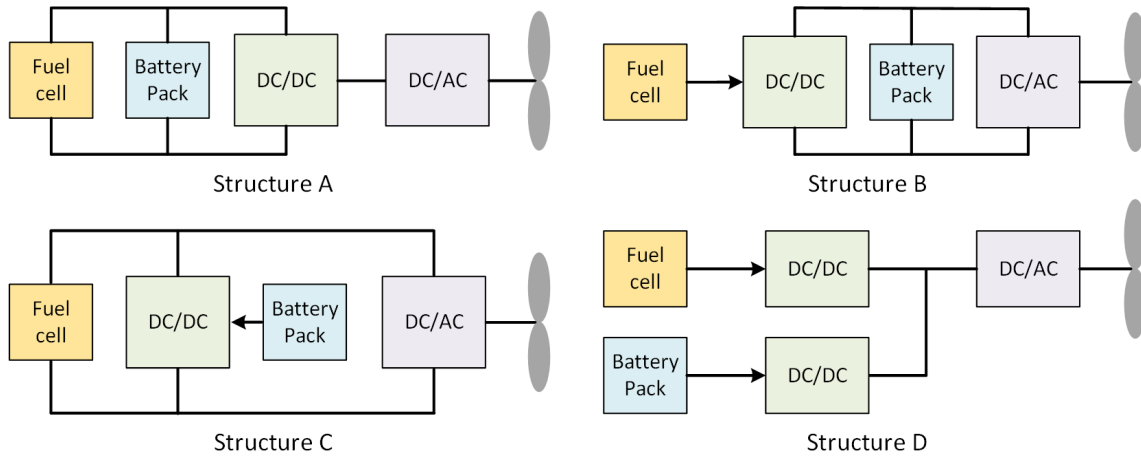 Fuel
cell
Battery
Pack
DC/DC
DC/AC
Structure A
Fuel
cell
DC/DC
Battery
Pack
DC/AC
Structure B
Fuel
cell
DC/DC
Battery
Pack
DC/AC
Structure C
Fuel
cell
DC/DC
DC/AC
Battery
Pack
DC/DC
Structure D